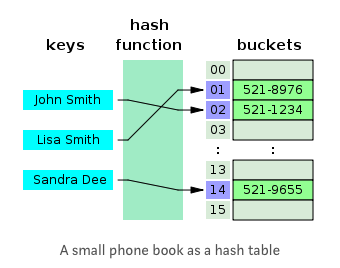 keys
hash
function
buckets
John Smith
Lisa Smith
Sandra Dee
00
01 521-8976
02 521-1234
03
: :
13
14 521-9655
15
A small phone book as a hash table